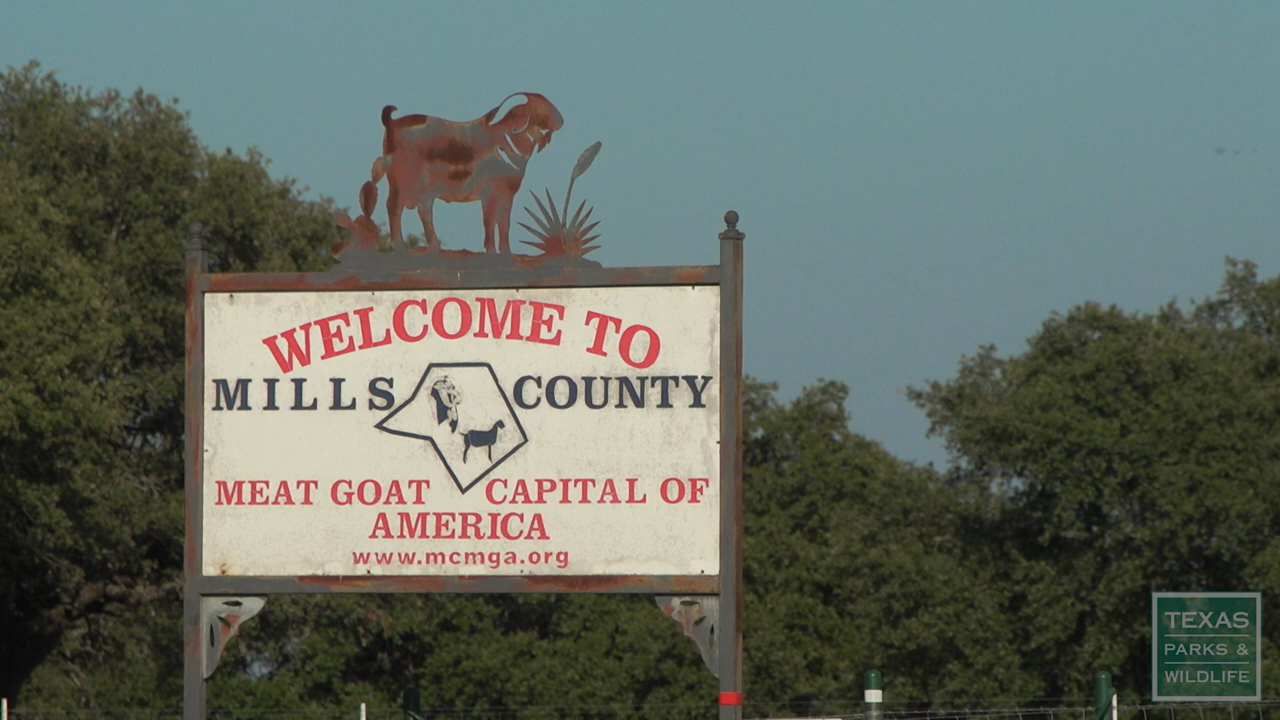 WELCOME TO
MILLS COUNTY
MEAT GOAT CAPITAL OF
AMERICA
www.mcmga.org
TEXAS
PARKS &
WILDLIFE